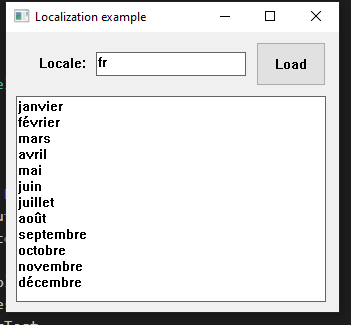 Localization example
Locale: fr Load
janvier
février
mars
avril
mai
juin
juillet
août
septembre
octobre
novembre
décembre